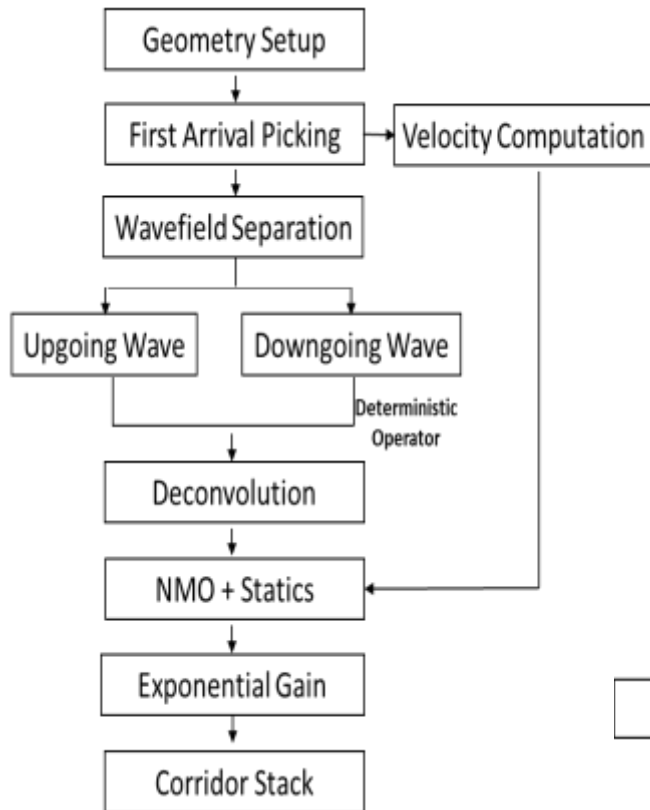 Geometry Setup
First Arrival Picking
Velocity Computation
Wavefield Separation
Upgoing Wave
Downgoing Wave
Deterministic
Operator
Deconvolution
NMO + Statics
Exponential Gain
Corridor Stack